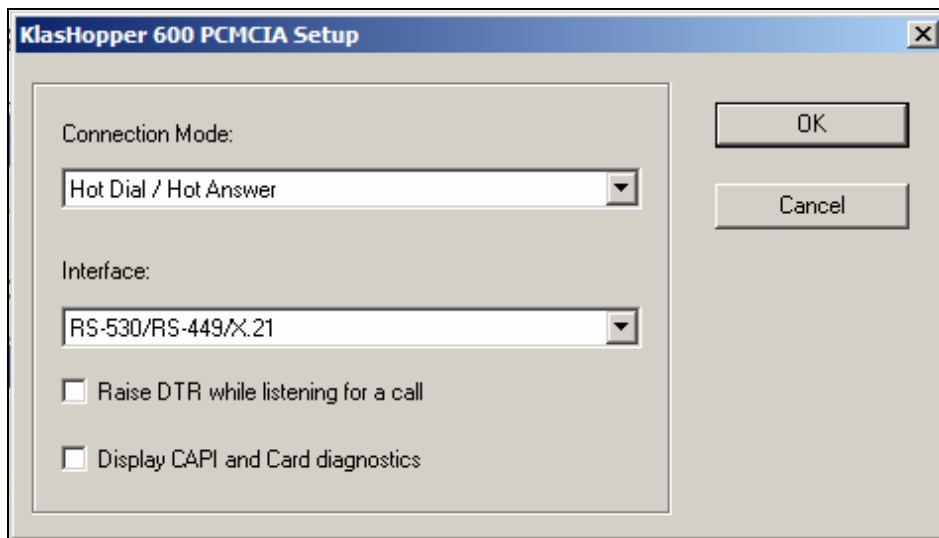 KlasHopper 600 PCMCIA Setup
Connection Mode:
Hot Dial / Hot Answer
OK
Cancel
Interface:
RS-530/RS-449/X.21
Raise DTR while listening for a call
Display CAPI and Card diagnostics